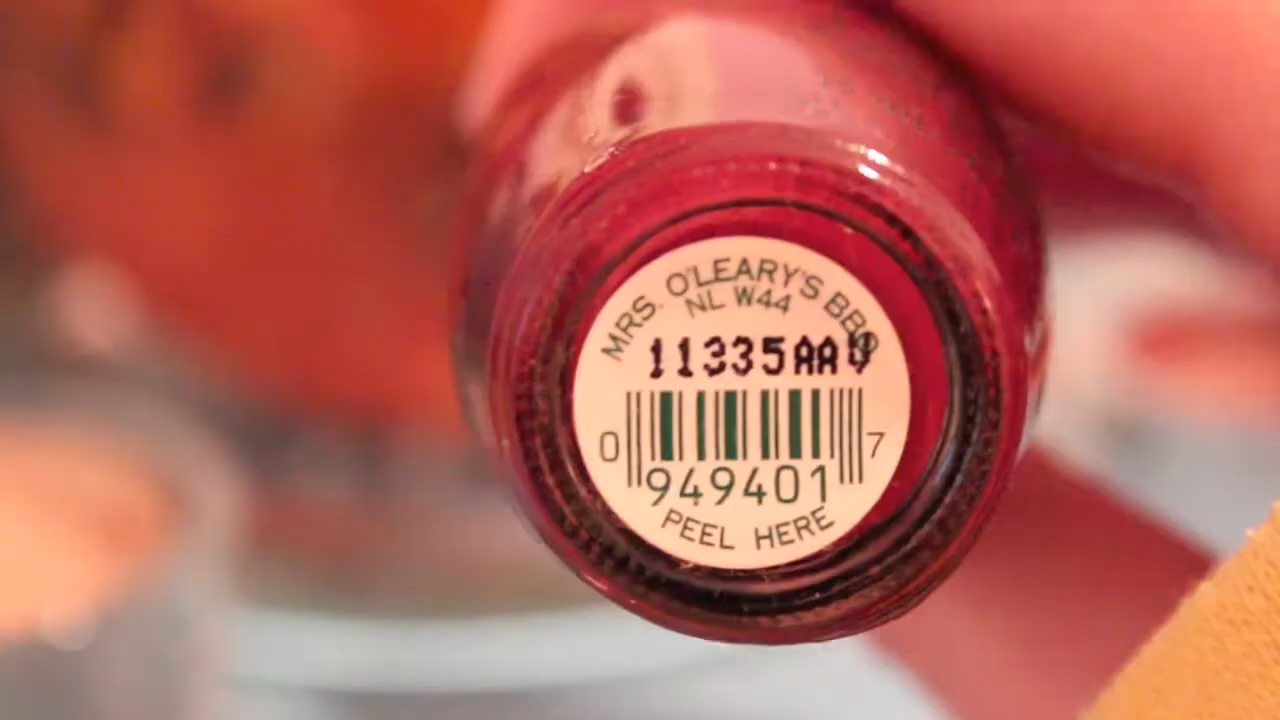 MRS. O'LEARY'S BBQ
NL W44
11335AA
0 949401 7
PEEL HERE